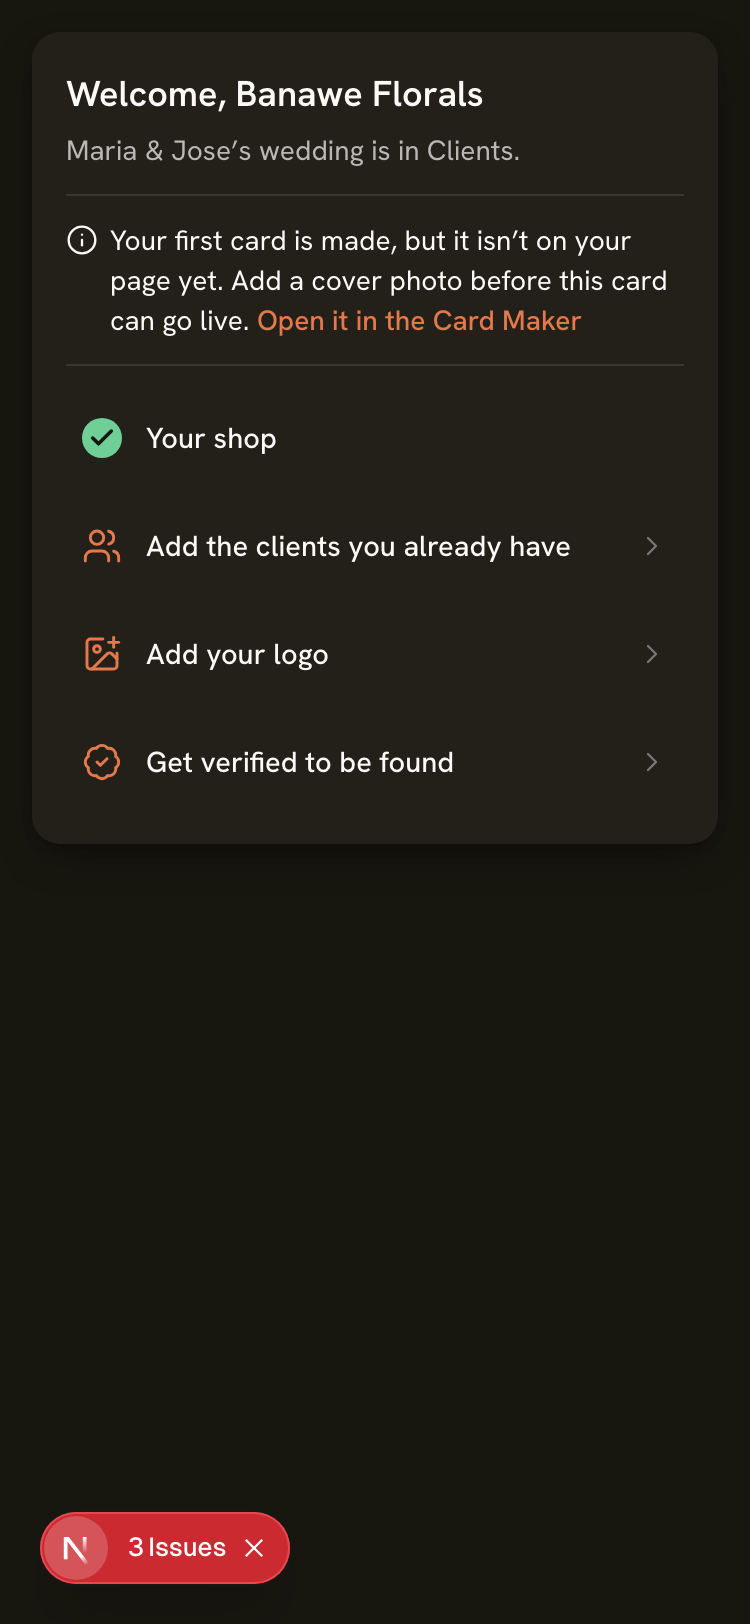 Welcome, Banawe Florals
Maria & Jose’s wedding is in Clients.
Your first card is made, but it isn’t on your
page yet. Add a cover photo before this card
can go live. Open it in the Card Maker
Your shop
Add the clients you already have
Add your logo
Get verified to be found
N 3 Issues